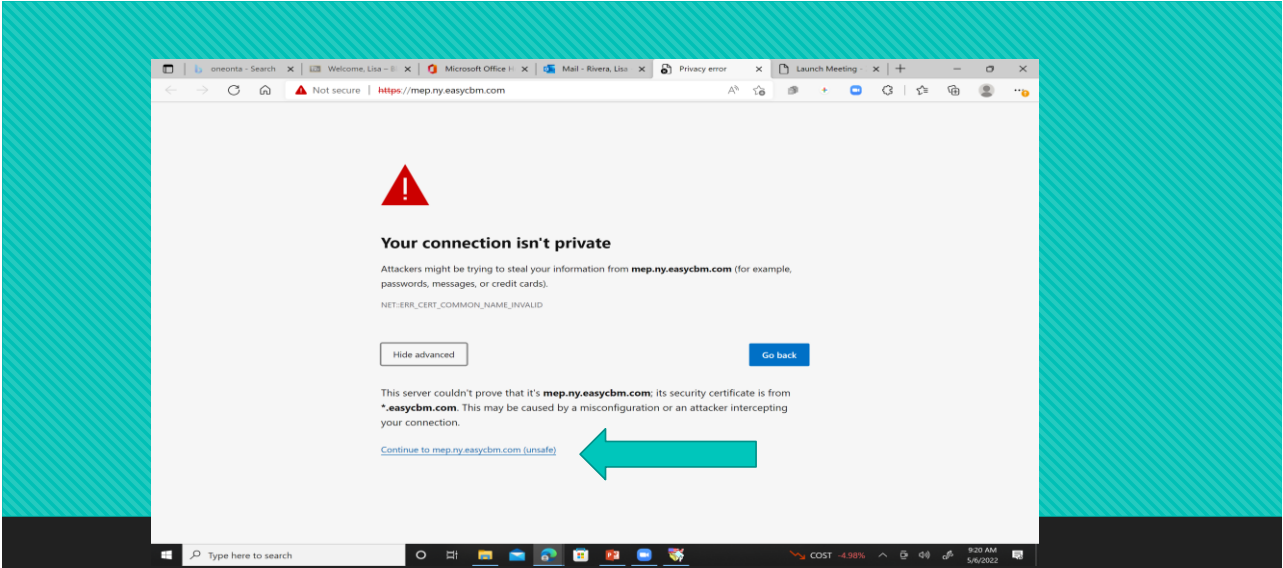 oneonta - Search
Welcome, Lisa – i
Microsoft Office H
Mail - Rivera, Lisa
Privacy error
Launch Meeting -
Not secure | https://mep.ny.easycbm.com
Your connection isn't private
Attackers might be trying to steal your information from mep.ny.easycbm.com (for example,
passwords, messages, or credit cards).
NET::ERR_CERT_COMMON_NAME_INVALID
Hide advanced
Go back
This server couldn't prove that it's mep.ny.easycbm.com; its security certificate is from
*.easycbm.com. This may be caused by a misconfiguration or an attacker intercepting
your connection.
Continue to mep.ny.easycbm.com (unsafe)
Type here to search
COST -4.98%
9:20 AM
5/6/2022